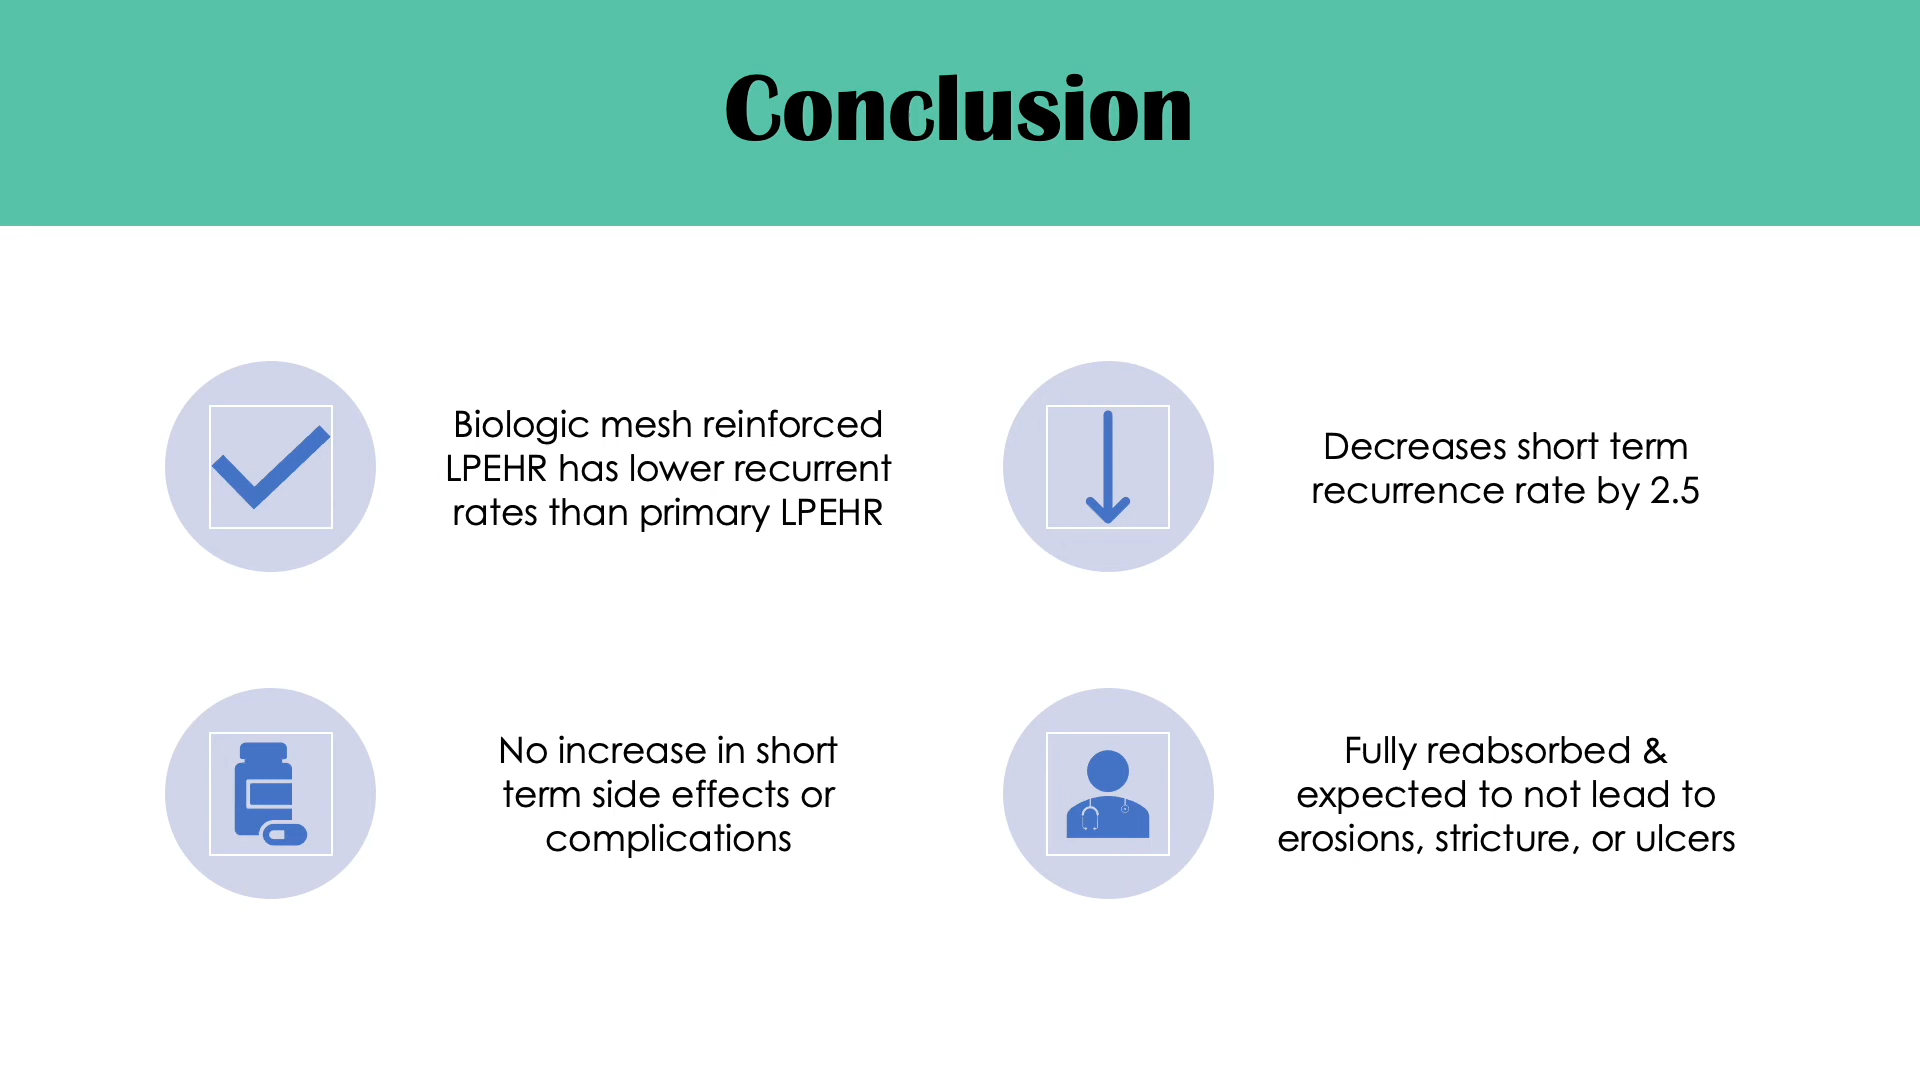 Conclusion
Biologic mesh reinforced
LPEHR has lower recurrent
rates than primary LPEHR
Decreases short term
recurrence rate by 2.5
No increase in short
term side effects or
complications
Fully reabsorbed &
expected to not lead to
erosions, stricture, or ulcers